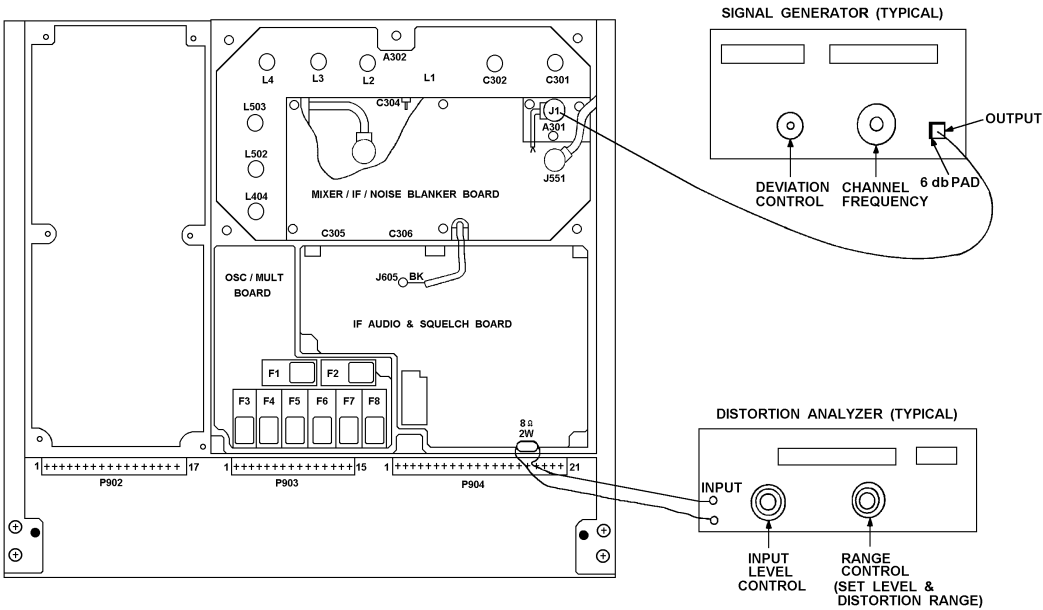 SIGNAL GENERATOR (TYPICAL)
A302
L4
L3
L2
L1
C302
C301
L503
C304
J1
A301
OUTPUT
L502
J551
DEVIATION
CONTROL
CHANNEL
FREQUENCY
6 db PAD
L404
MIXER / IF / NOISE BLANKER BOARD
C305
C306
OSC / MULT
BOARD
J605
BK
IF AUDIO & SQUELCH BOARD
F1
F2
F3
F4
F5
F6
F7
F8
8 Ω
2W
DISTORTION ANALYZER (TYPICAL)
1
17
P902
1
15
P903
1
21
P904
INPUT
INPUT
LEVEL
CONTROL
RANGE
CONTROL
(SET LEVEL &
DISTORTION RANGE)